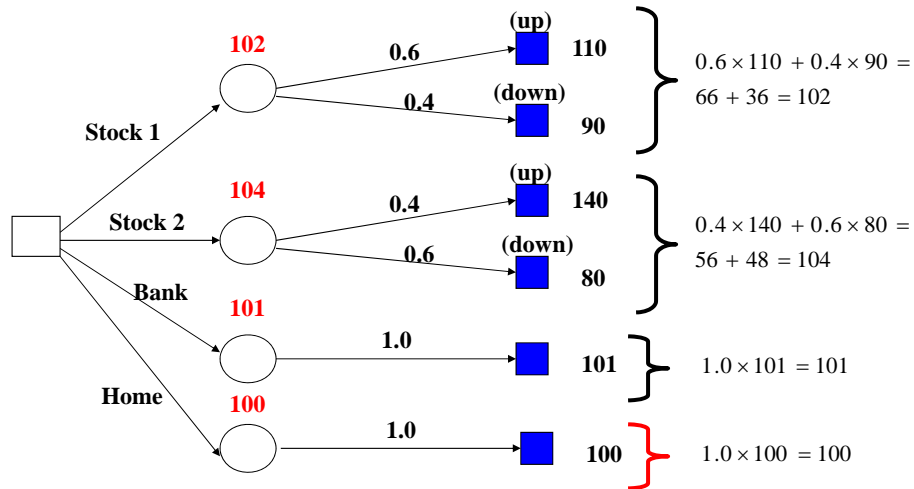 (up)
102
0.6
110
0.6 × 110 + 0.4 × 90 =
66 + 36 = 102
(down)
0.4
90
Stock 1
(up)
104
0.4
140
0.4 × 140 + 0.6 × 80 =
56 + 48 = 104
Stock 2
(down)
0.6
80
Bank
101
1.0
101
1.0 × 101 = 101
Home
100
1.0
100
1.0 × 100 = 100